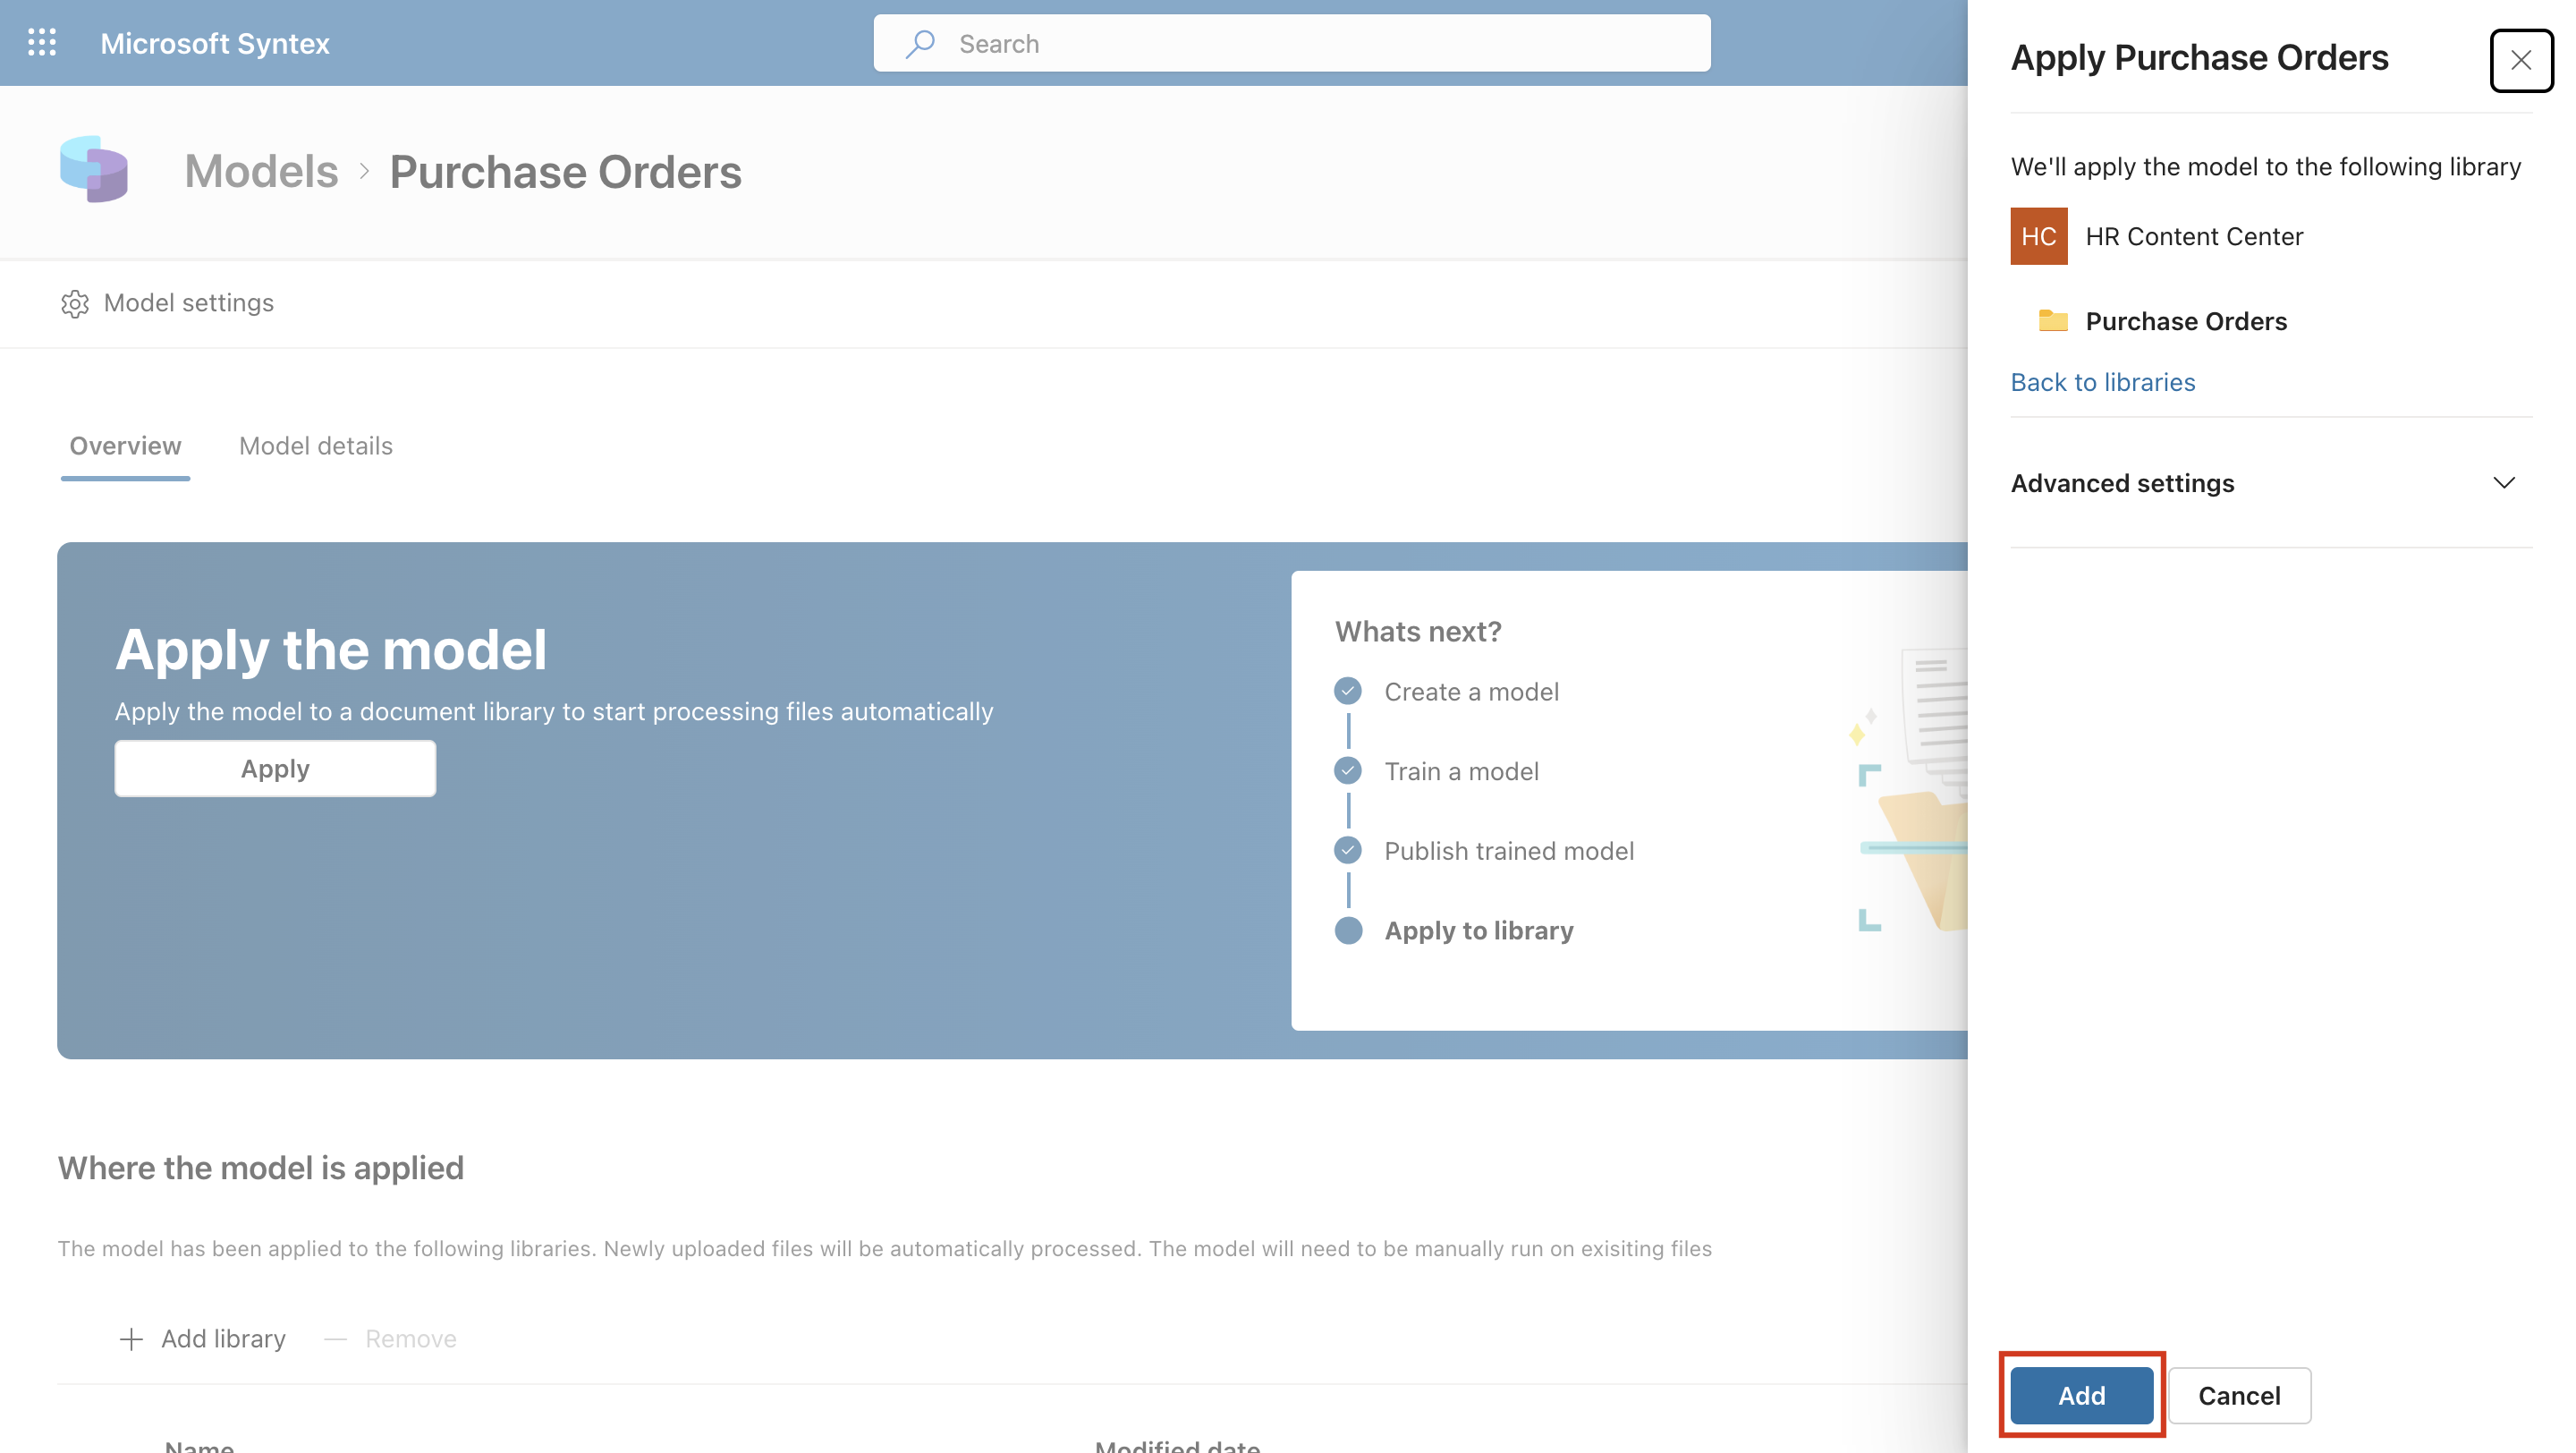 Microsoft Syntex
Search
Models > Purchase Orders
Model settings
Overview
Model details
Apply the model
Apply the model to a document library to start processing files automatically
Apply
Whats next?
Create a model
Train a model
Publish trained model
Apply to library
Where the model is applied
The model has been applied to the following libraries. Newly uploaded files will be automatically processed. The model will need to be manually run on exisiting files
+ Add library
— Remove
Name
Modified date
Apply Purchase Orders
We'll apply the model to the following library
HC
HR Content Center
Purchase Orders
Back to libraries
Advanced settings
Add
Cancel